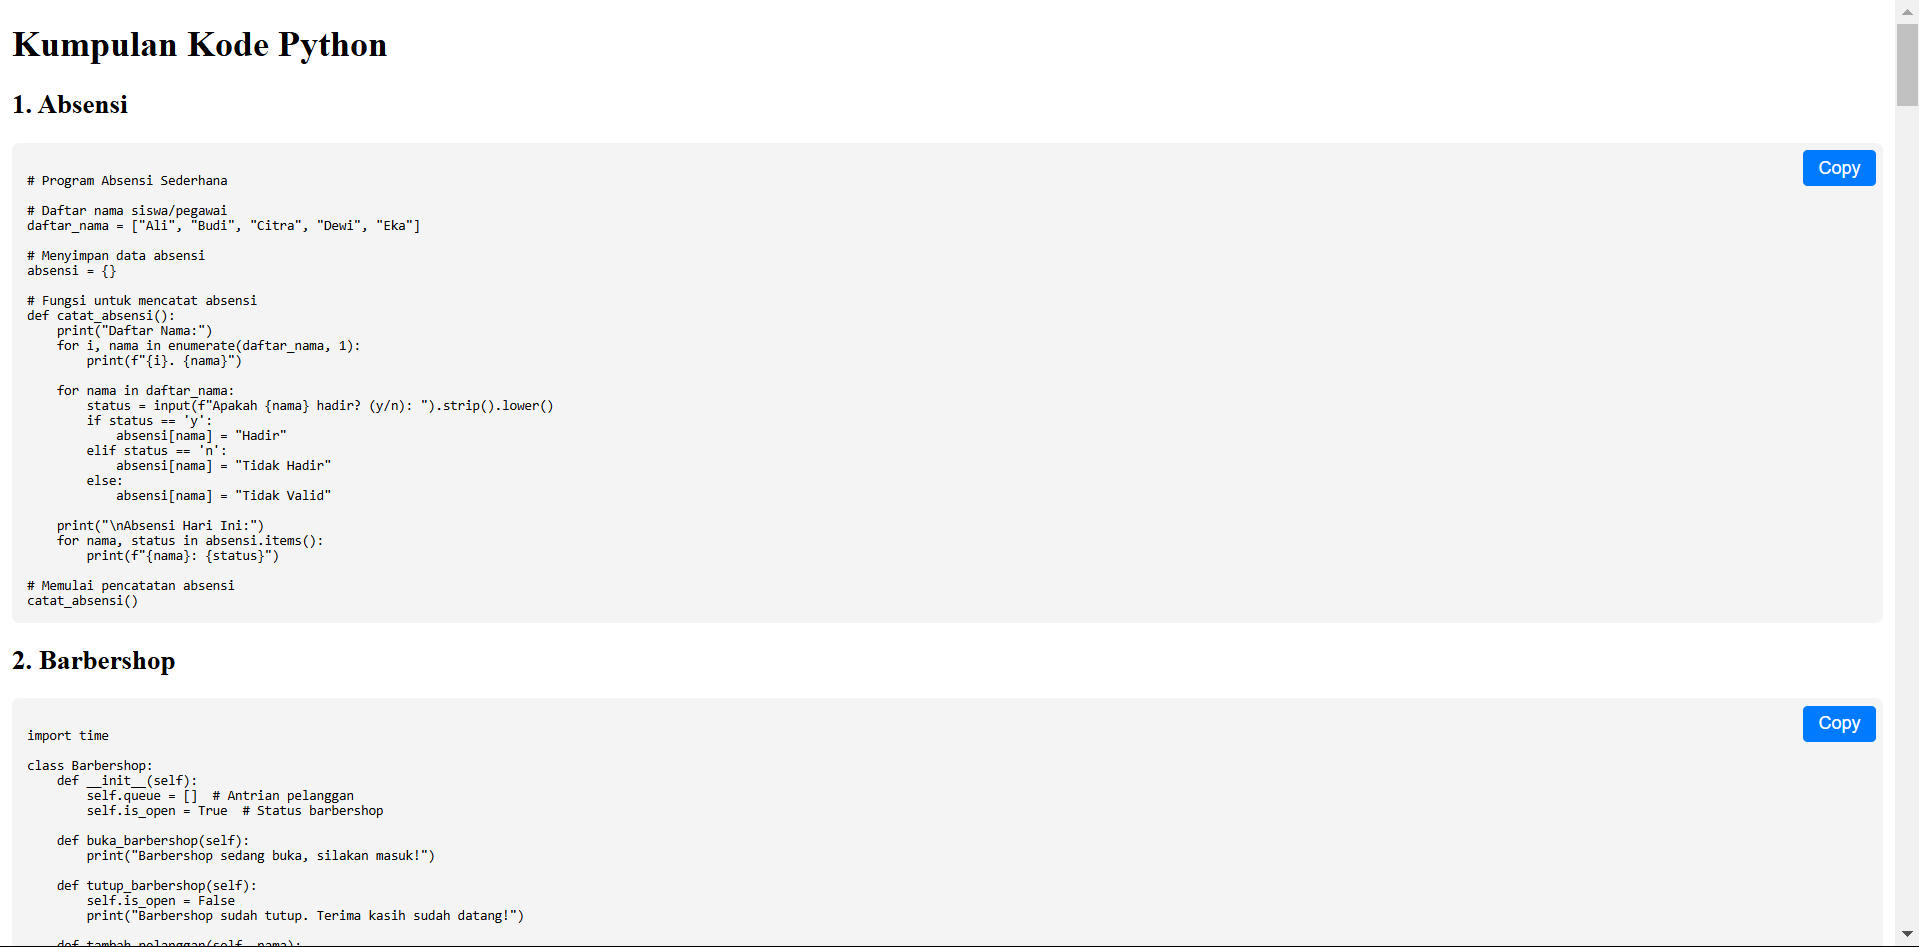 Kumpulan Kode Python
1. Absensi
Copy
# Program Absensi Sederhana
# Daftar nama siswa/pegawai
daftar_nama = ["Ali", "Budi", "Citra", "Dewi", "Eka"]
# Menyimpan data absensi
absensi = {}
# Fungsi untuk mencatat absensi
def catat_absensi():
    print("Daftar Nama:")
    for i, nama in enumerate(daftar_nama, 1):
        print(f"{i}. {nama}")
    for nama in daftar_nama:
        status = input(f"Apakah {nama} hadir? (y/n): ").strip().lower()
        if status == 'y':
            absensi[nama] = "Hadir"
        elif status == 'n':
            absensi[nama] = "Tidak Hadir"
        else:
            absensi[nama] = "Tidak Valid"
    print("\nAbsensi Hari Ini:")
    for nama, status in absensi.items():
        print(f"{nama}: {status}")
# Memulai pencatatan absensi
catat_absensi()
2. Barbershop
Copy
import time
class Barbershop:
    def __init__(self):
        self.queue = []  # Antrian pelanggan
        self.is_open = True  # Status barbershop
    def buka_barbershop(self):
        print("Barbershop sedang buka, silakan masuk!")
    def tutup_barbershop(self):
        self.is_open = False
        print("Barbershop sudah tutup. Terima kasih sudah datang!")
    def tambah_pelanggan(self, nama):